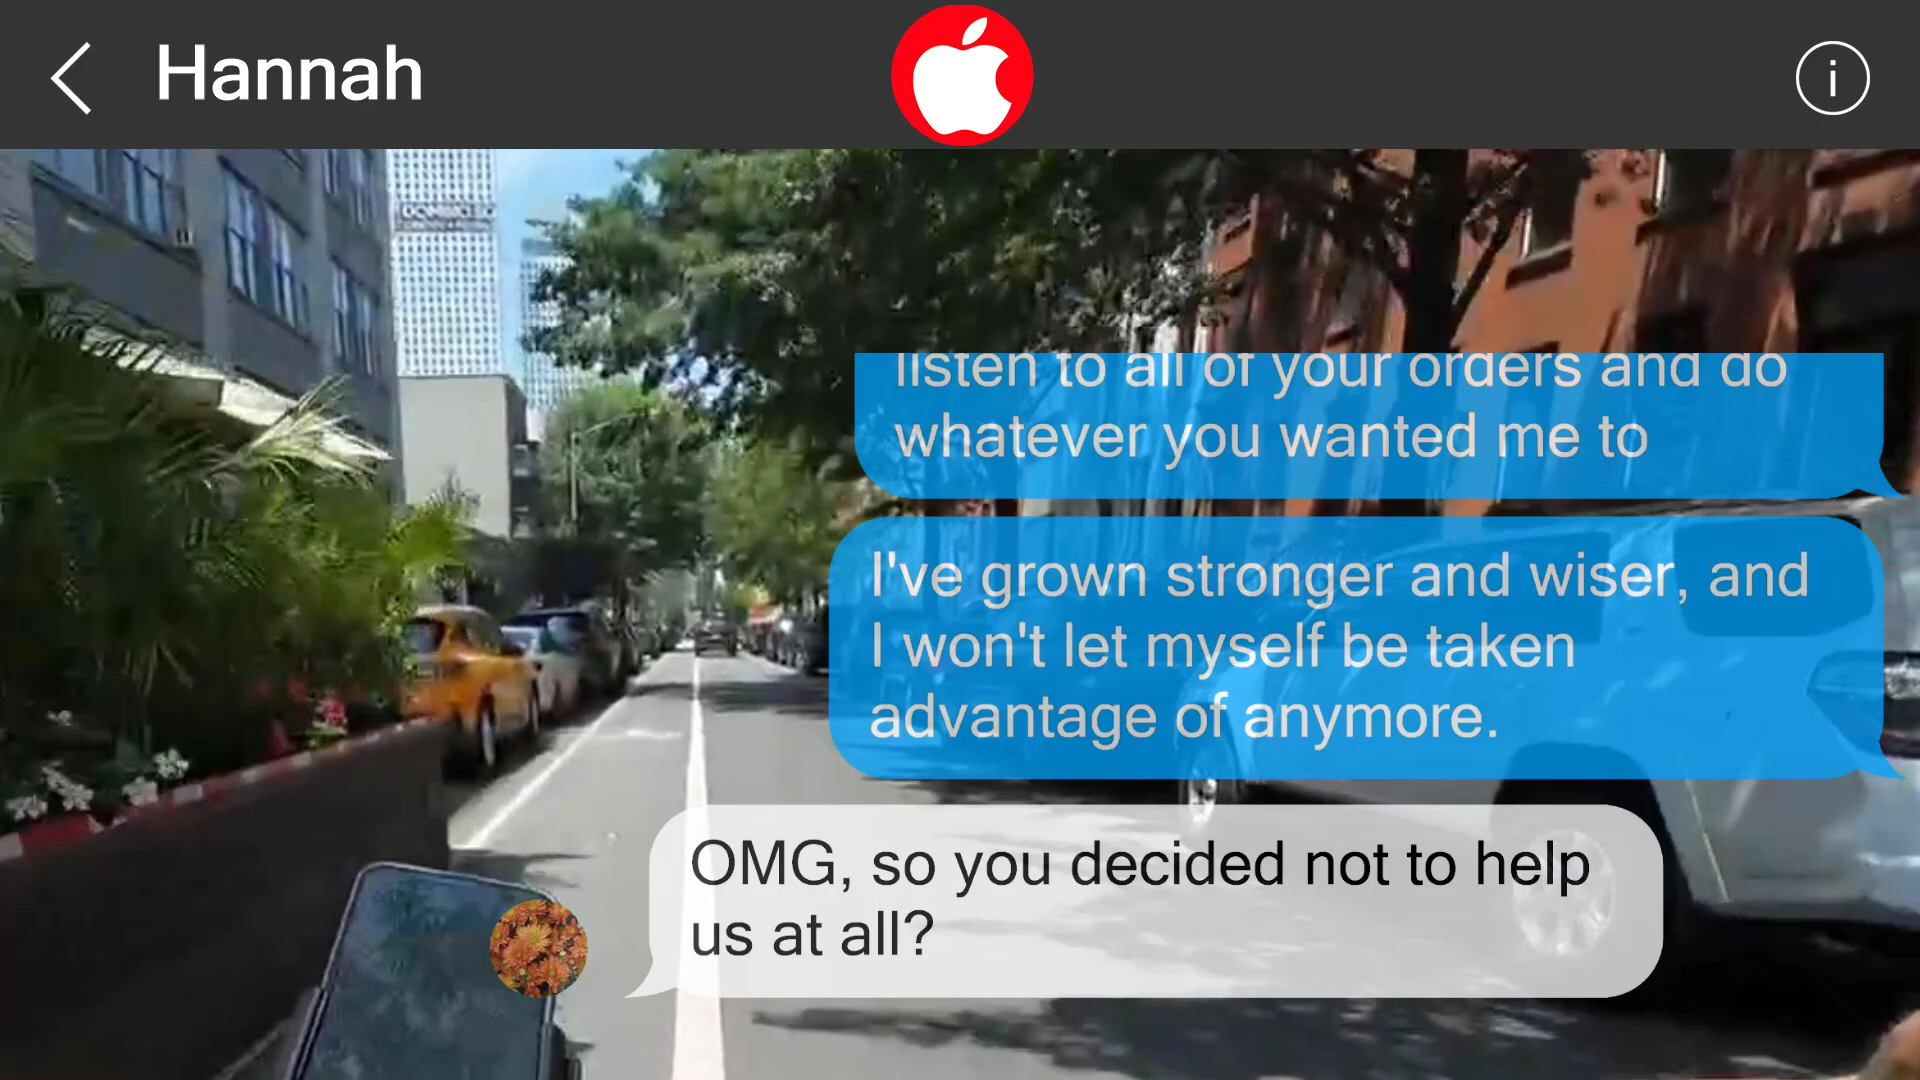 Hannah
i
DOMINO
listen to all of your orders and do
whatever you wanted me to
I've grown stronger and wiser, and
I won't let myself be taken
advantage of anymore.
OMG, so you decided not to help
us at all?